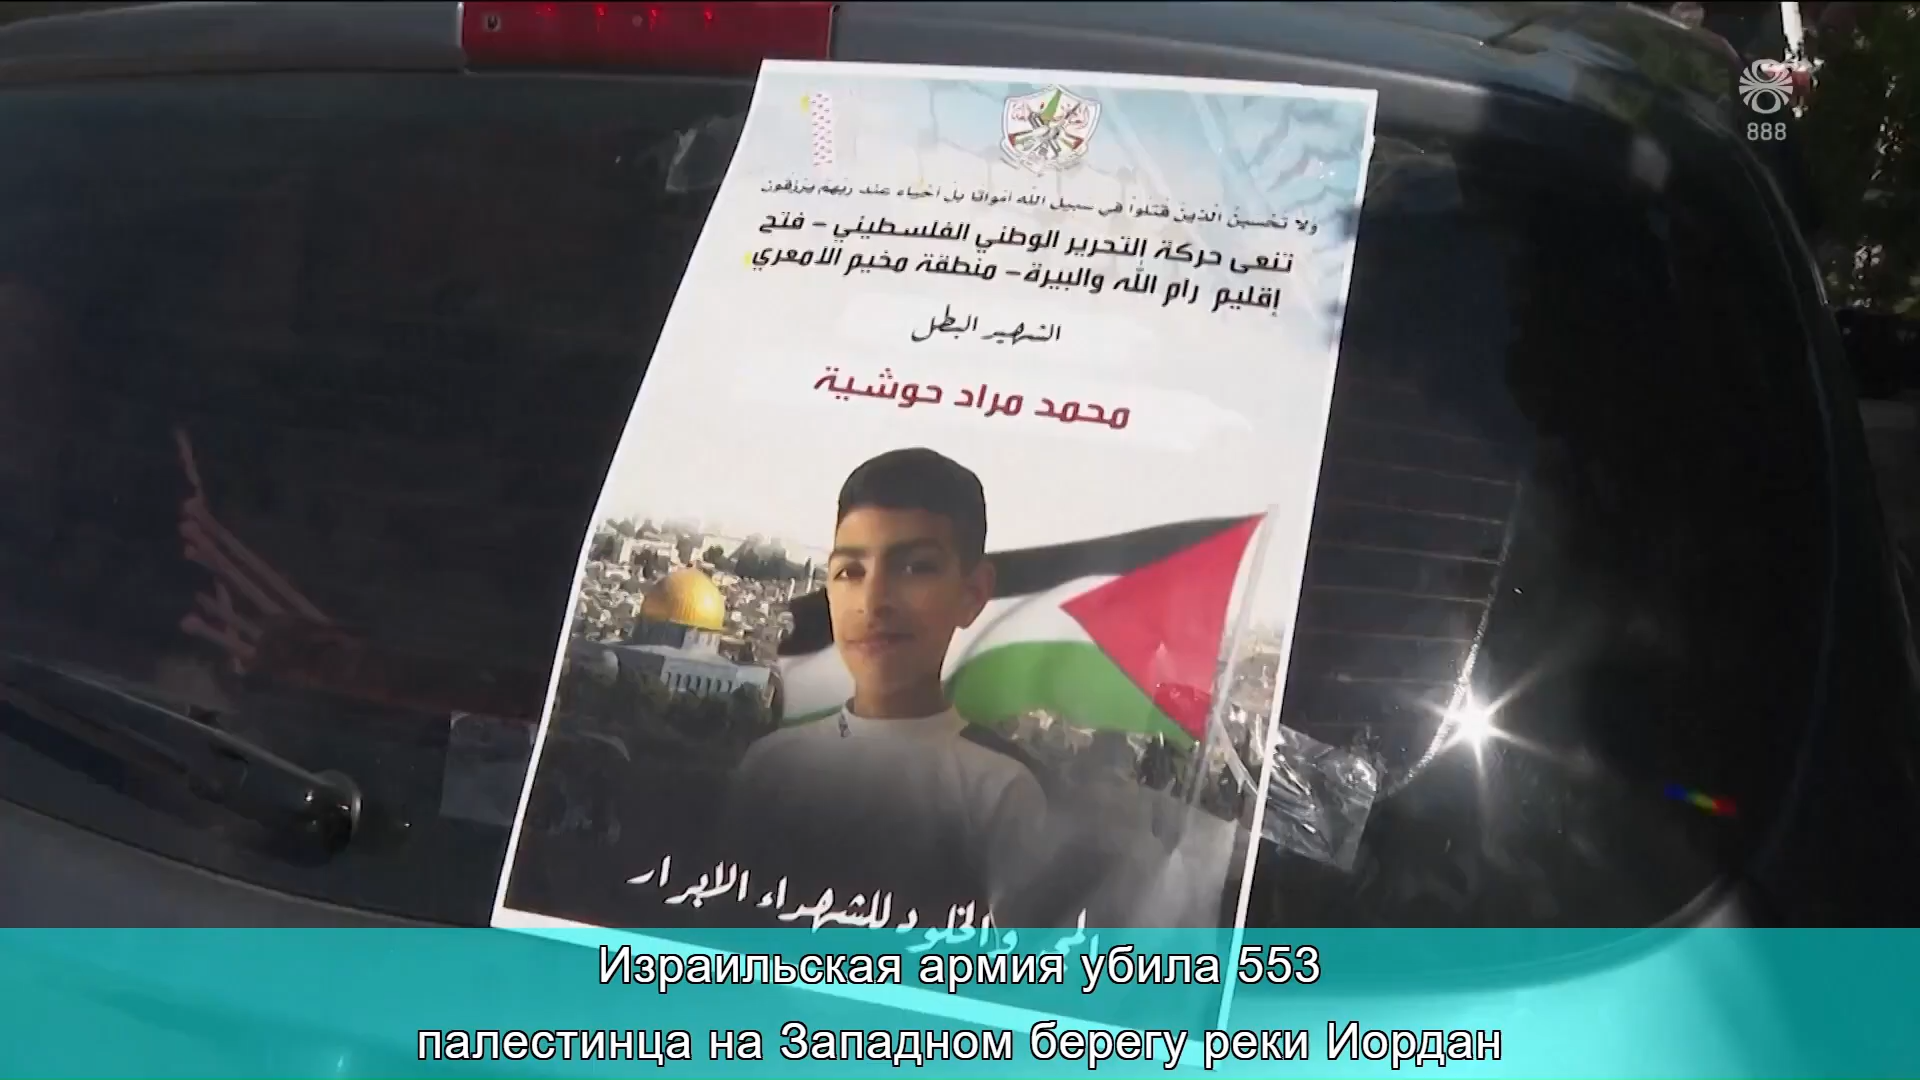 888
ولا تحسبن الذين قتلوا في سبيل الله أمواتا بل أحياء عند ربهم يرزقون
تنعى حركة التحرير الوطني الفلسطيني - فتح
إقليم رام الله والبيرة - منطقة مخيم الأمعري
الشهيد البطل
محمد مراد حوشية
المجد والخلود للشهداء الأبرار
Израильская армия убила 553
палестинца на Западном берегу реки Иордан